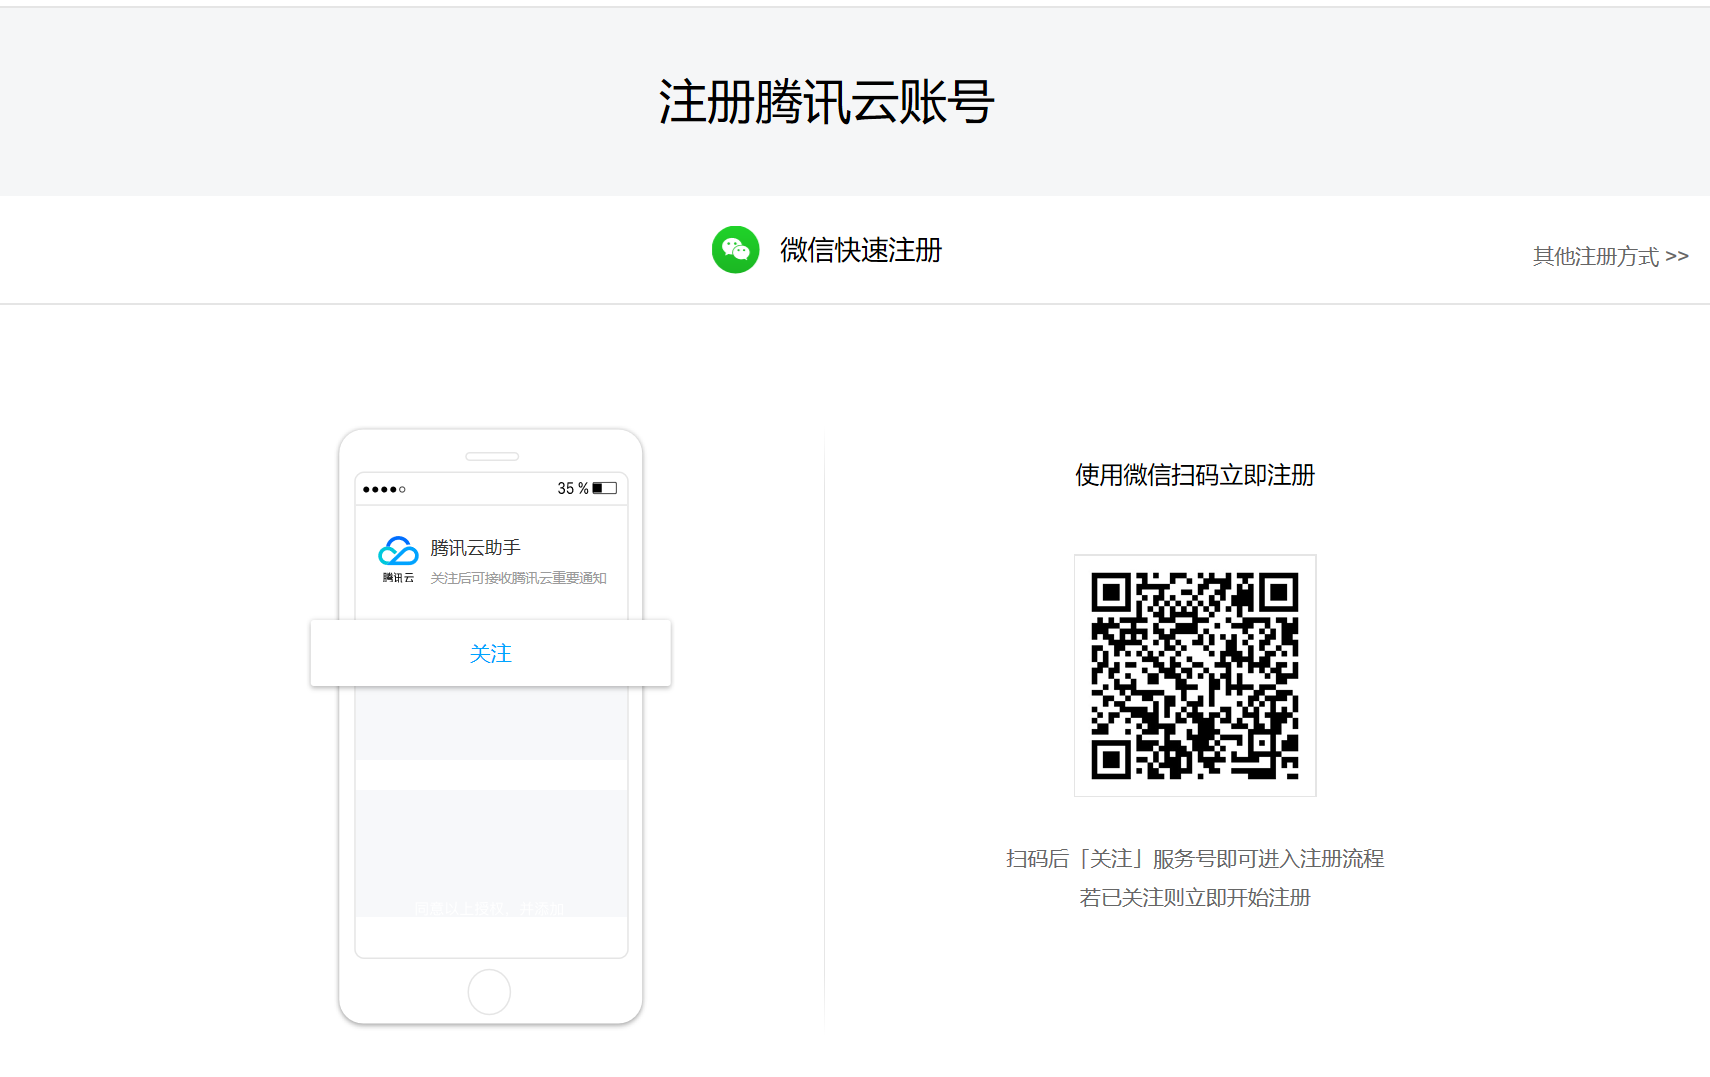 注册腾讯云账号
微信快速注册
其他注册方式 >>
35 %
腾讯云助手
腾讯云
关注后可接收腾讯云重要通知
关注
使用微信扫码立即注册
扫码后「关注」服务号即可进入注册流程
若已关注则立即开始注册